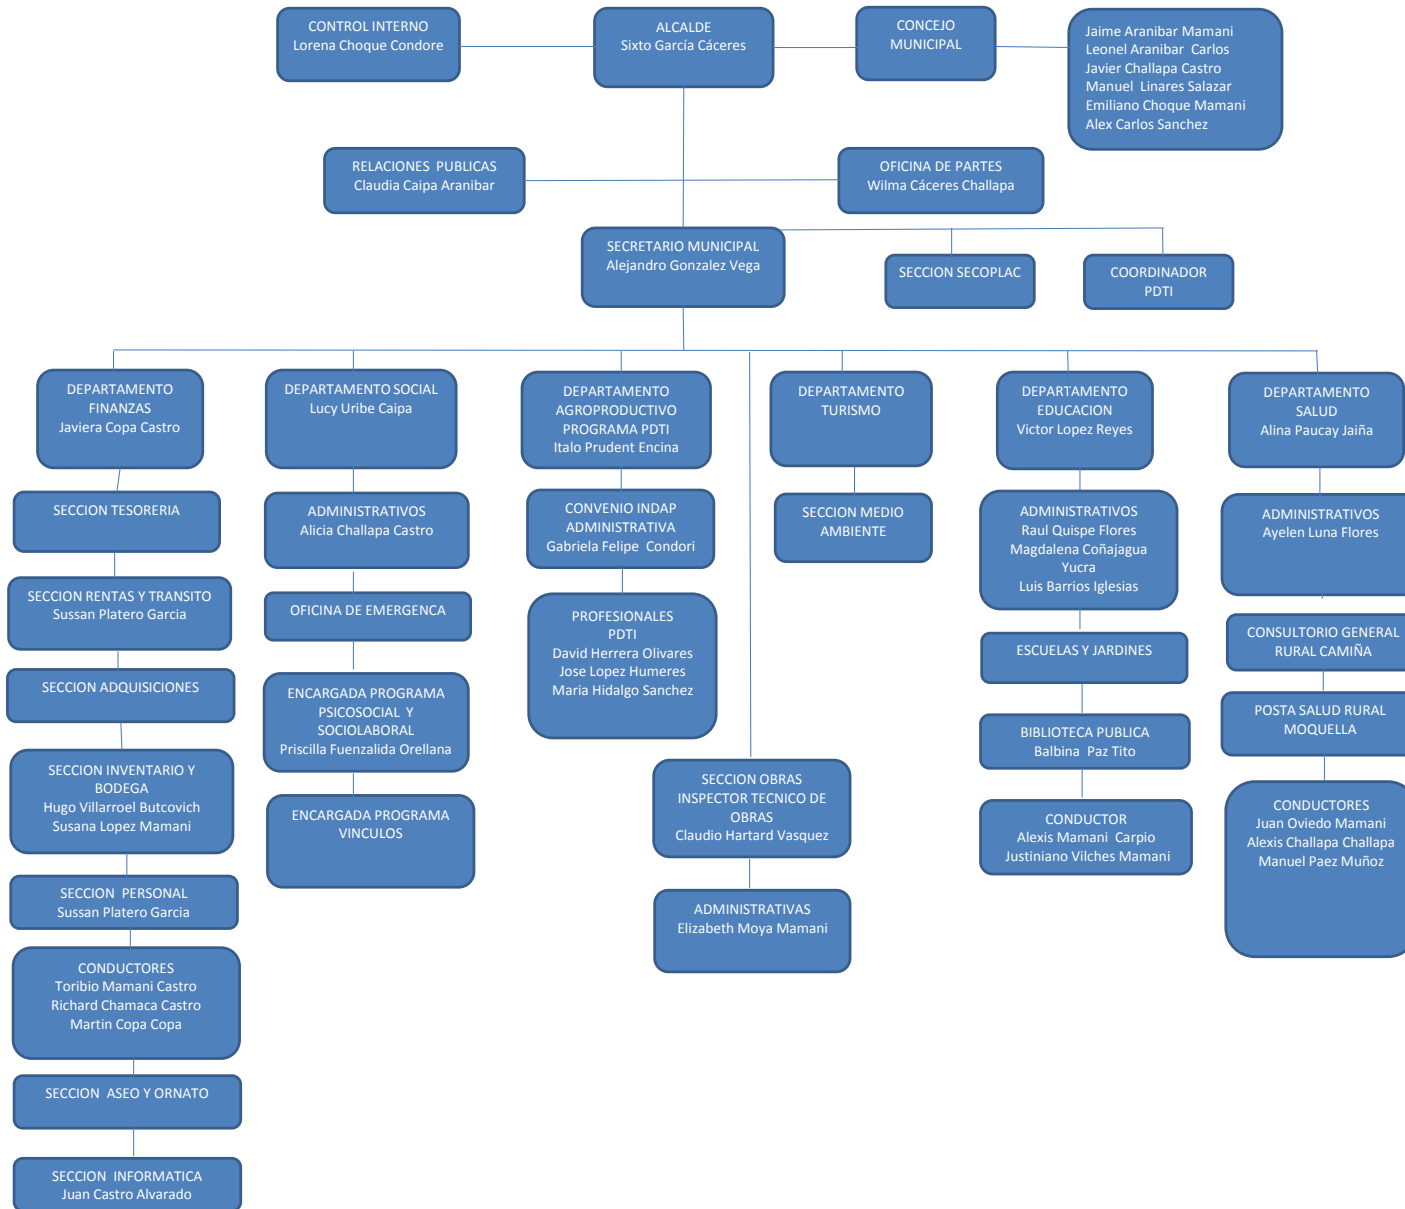 CONTROL INTERNO
Lorena Choque Condore
ALCALDE
Sixto García Cáceres
CONCEJO
MUNICIPAL
Jaime Aranibar Mamani
Leonel Aranibar  Carlos
Javier Challapa Castro
Manuel  Linares Salazar
Emiliano Choque Mamani
Alex Carlos Sanchez
RELACIONES  PUBLICAS
Claudia Caipa Aranibar
OFICINA DE PARTES
Wilma Cáceres Challapa
SECRETARIO MUNICIPAL
Alejandro Gonzalez Vega
SECCION SECOPLAC
COORDINADOR
PDTI
DEPARTAMENTO
FINANZAS
Javiera Copa Castro
SECCION TESORERIA
SECCION RENTAS Y TRANSITO
Sussan Platero Garcia
SECCION ADQUISICIONES
SECCION INVENTARIO Y
BODEGA
Hugo Villarroel Butcovich
Susana Lopez Mamani
SECCION  PERSONAL
Sussan Platero Garcia
CONDUCTORES
Toribio Mamani Castro
Richard Chamaca Castro
Martin Copa Copa
SECCION  ASEO Y ORNATO
SECCION  INFORMATICA
Juan Castro Alvarado
DEPARTAMENTO SOCIAL
Lucy Uribe Caipa
ADMINISTRATIVOS
Alicia Challapa Castro
OFICINA DE EMERGENCA
ENCARGADA PROGRAMA
PSICOSOCIAL  Y
SOCIOLABORAL
Priscilla Fuenzalida Orellana
ENCARGADA PROGRAMA
VINCULOS
DEPARTAMENTO
AGROPRODUCTIVO
PROGRAMA PDTI
Italo Prudent Encina
CONVENIO INDAP
ADMINISTRATIVA
Gabriela Felipe  Condori
PROFESIONALES
PDTI
David Herrera Olivares
Jose Lopez Humeres
Maria Hidalgo Sanchez
SECCION OBRAS
INSPECTOR TECNICO DE
OBRAS
Claudio Hartard Vasquez
ADMINISTRATIVAS
Elizabeth Moya Mamani
DEPARTAMENTO
TURISMO
SECCION MEDIO
AMBIENTE
DEPARTAMENTO
EDUCACION
Victor Lopez Reyes
ADMINISTRATIVOS
Raul Quispe Flores
Magdalena Coñajagua
Yucra
Luis Barrios Iglesias
ESCUELAS Y JARDINES
BIBLIOTECA PUBLICA
Balbina  Paz Tito
CONDUCTOR
Alexis Mamani  Carpio
Justiniano Vilches Mamani
DEPARTAMENTO
SALUD
Alina Paucay Jaiña
ADMINISTRATIVOS
Ayelen Luna Flores
CONSULTORIO GENERAL
RURAL CAMIÑA
POSTA SALUD RURAL
MOQUELLA
CONDUCTORES
Juan Oviedo Mamani
Alexis Challapa Challapa
Manuel Paez Muñoz